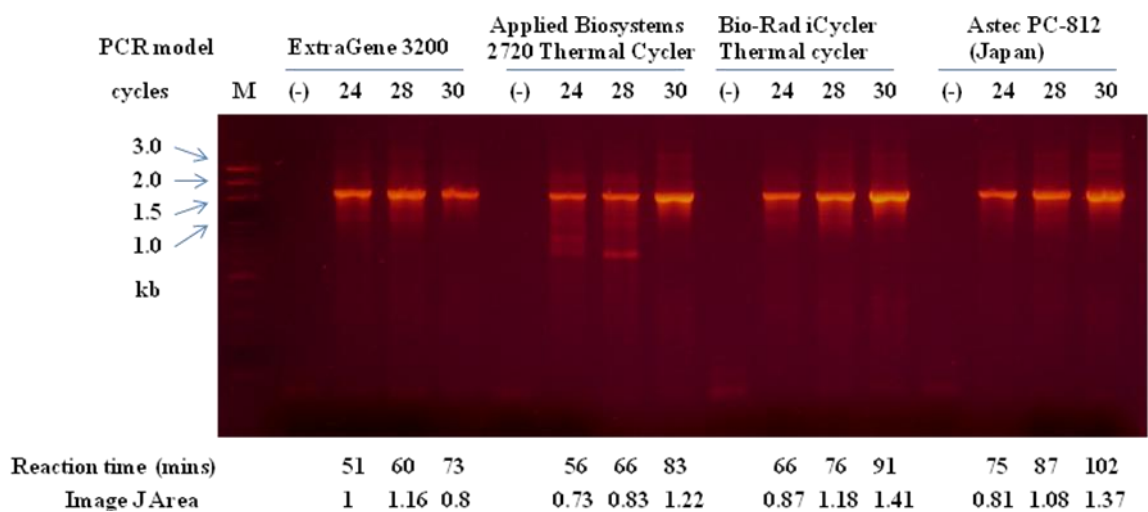 PCR model ExtraGene 3200 Applied Biosystems 2720 Thermal Cycler Bio-Rad iCycler Thermal cycler Astec PC-812 (Japan)
cycles M (-) 24 28 30 (-) 24 28 30 (-) 24 28 30 (-) 24 28 30
3.0
2.0
1.5
1.0
kb
Reaction time (mins) 51 60 73 56 66 83 66 76 91 75 87 102
Image J Area 1 1.16 0.8 0.73 0.83 1.22 0.87 1.18 1.41 0.81 1.08 1.37